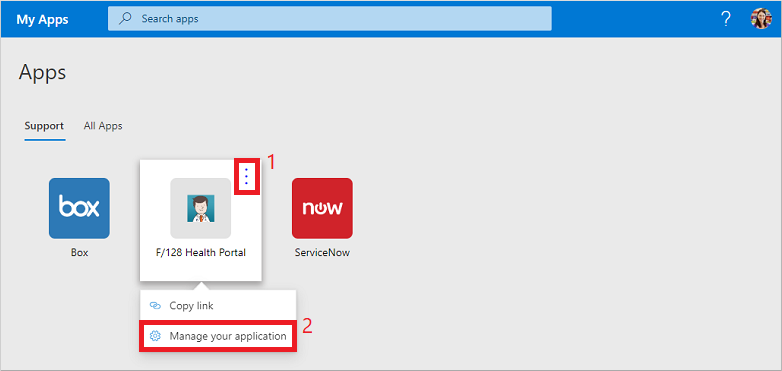 My Apps
Search apps
?
Apps
Support All Apps
1
box
now
Box
F/128 Health Portal
ServiceNow
Copy link
Manage your application
2